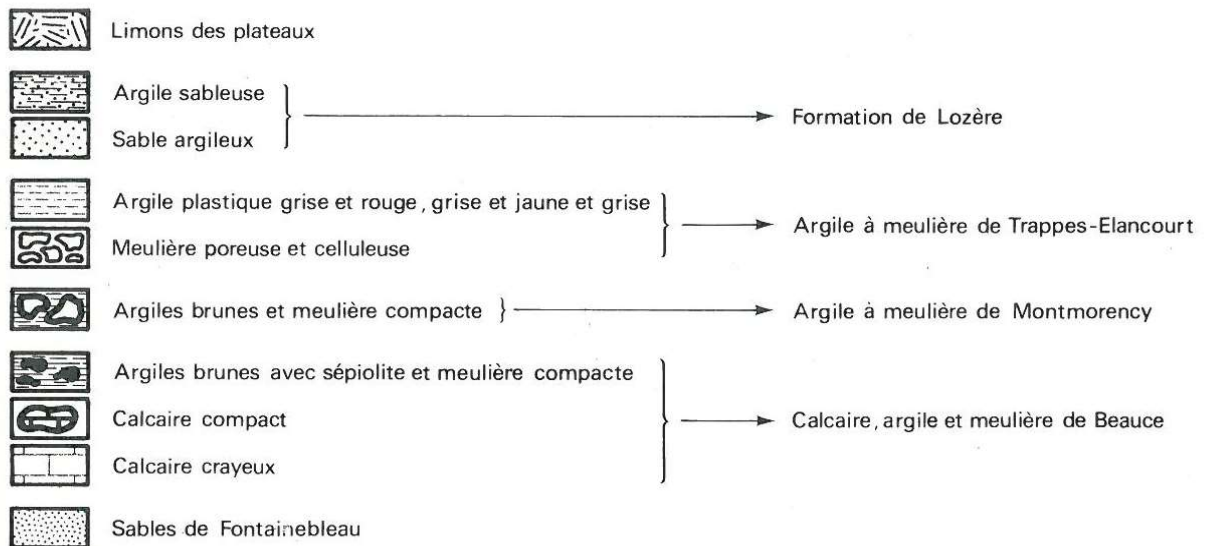 Limons des plateaux
Argile sableuse
Sable argileux
Formation de Lozère
Argile plastique grise et rouge, grise et jaune et grise
Meulière poreuse et celluleuse
Argile à meulière de Trappes-Elancourt
Argiles brunes et meulière compacte
Argile à meulière de Montmorency
Argiles brunes avec sépiolite et meulière compacte
Calcaire compact
Calcaire crayeux
Calcaire, argile et meulière de Beauce
Sables de Fontainebleau